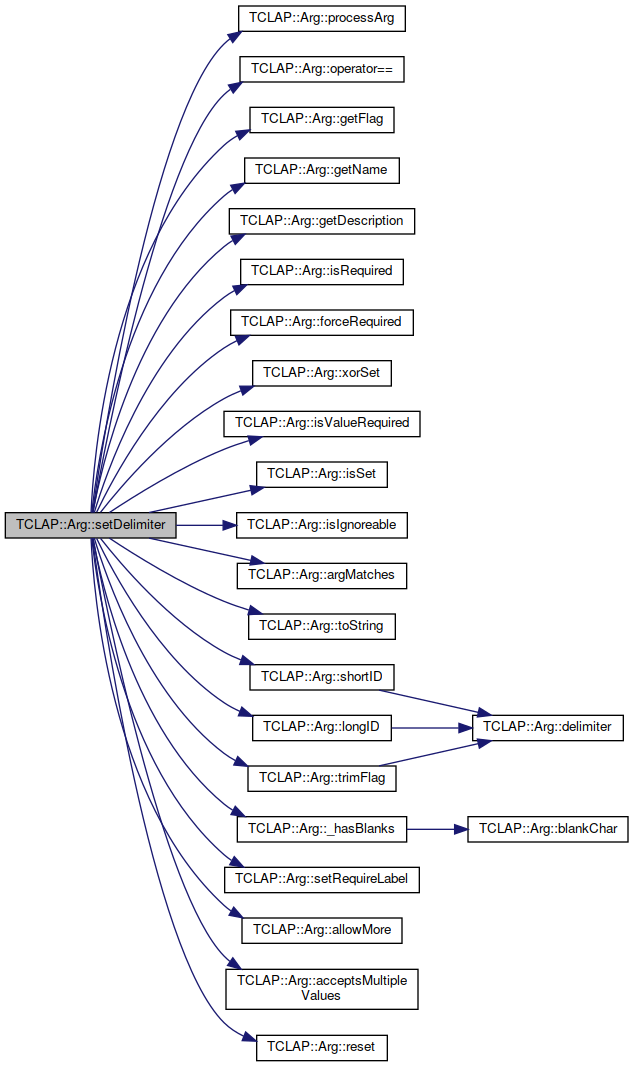 TCLAP::Arg::processArg
TCLAP::Arg::operator==
TCLAP::Arg::getFlag
TCLAP::Arg::getName
TCLAP::Arg::getDescription
TCLAP::Arg::isRequired
TCLAP::Arg::forceRequired
TCLAP::Arg::xorSet
TCLAP::Arg::isValueRequired
TCLAP::Arg::isSet
TCLAP::Arg::setDelimiter
TCLAP::Arg::isIgnoreable
TCLAP::Arg::argMatches
TCLAP::Arg::toString
TCLAP::Arg::shortID
TCLAP::Arg::longID
TCLAP::Arg::delimiter
TCLAP::Arg::trimFlag
TCLAP::Arg::_hasBlanks
TCLAP::Arg::blankChar
TCLAP::Arg::setRequireLabel
TCLAP::Arg::allowMore
TCLAP::Arg::acceptsMultiple
Values
TCLAP::Arg::reset